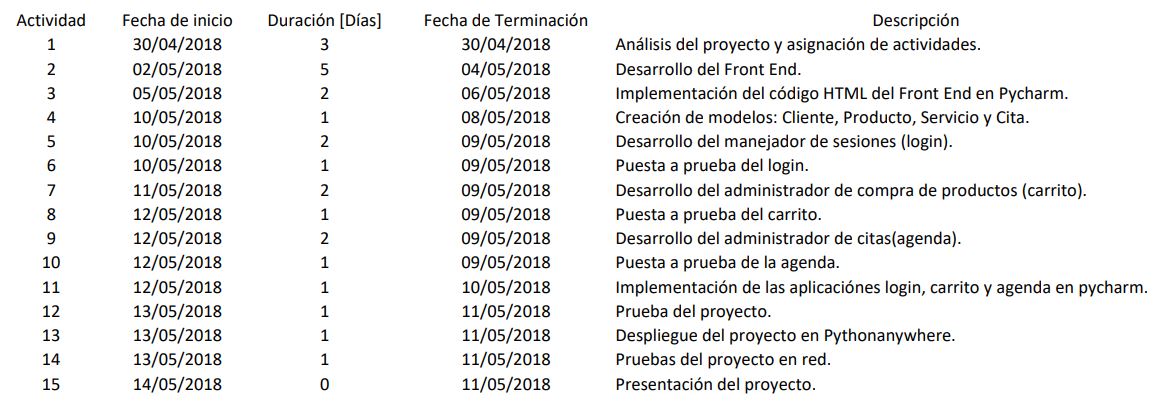 Actividad Fecha de inicio Duración [Días] Fecha de Terminación Descripción
1 30/04/2018 3 30/04/2018 Análisis del proyecto y asignación de actividades.
2 02/05/2018 5 04/05/2018 Desarrollo del Front End.
3 05/05/2018 2 06/05/2018 Implementación del código HTML del Front End en Pycharm.
4 10/05/2018 1 08/05/2018 Creación de modelos: Cliente, Producto, Servicio y Cita.
5 10/05/2018 2 09/05/2018 Desarrollo del manejador de sesiones (login).
6 10/05/2018 1 09/05/2018 Puesta a prueba del login.
7 11/05/2018 2 09/05/2018 Desarrollo del administrador de compra de productos (carrito).
8 12/05/2018 1 09/05/2018 Puesta a prueba del carrito.
9 12/05/2018 2 09/05/2018 Desarrollo del administrador de citas(agenda).
10 12/05/2018 1 09/05/2018 Puesta a prueba de la agenda.
11 12/05/2018 1 10/05/2018 Implementación de las aplicaciónes login, carrito y agenda en pycharm.
12 13/05/2018 1 11/05/2018 Prueba del proyecto.
13 13/05/2018 1 11/05/2018 Despliegue del proyecto en Pythonanywhere.
14 13/05/2018 1 11/05/2018 Pruebas del proyecto en red.
15 14/05/2018 0 11/05/2018 Presentación del proyecto.